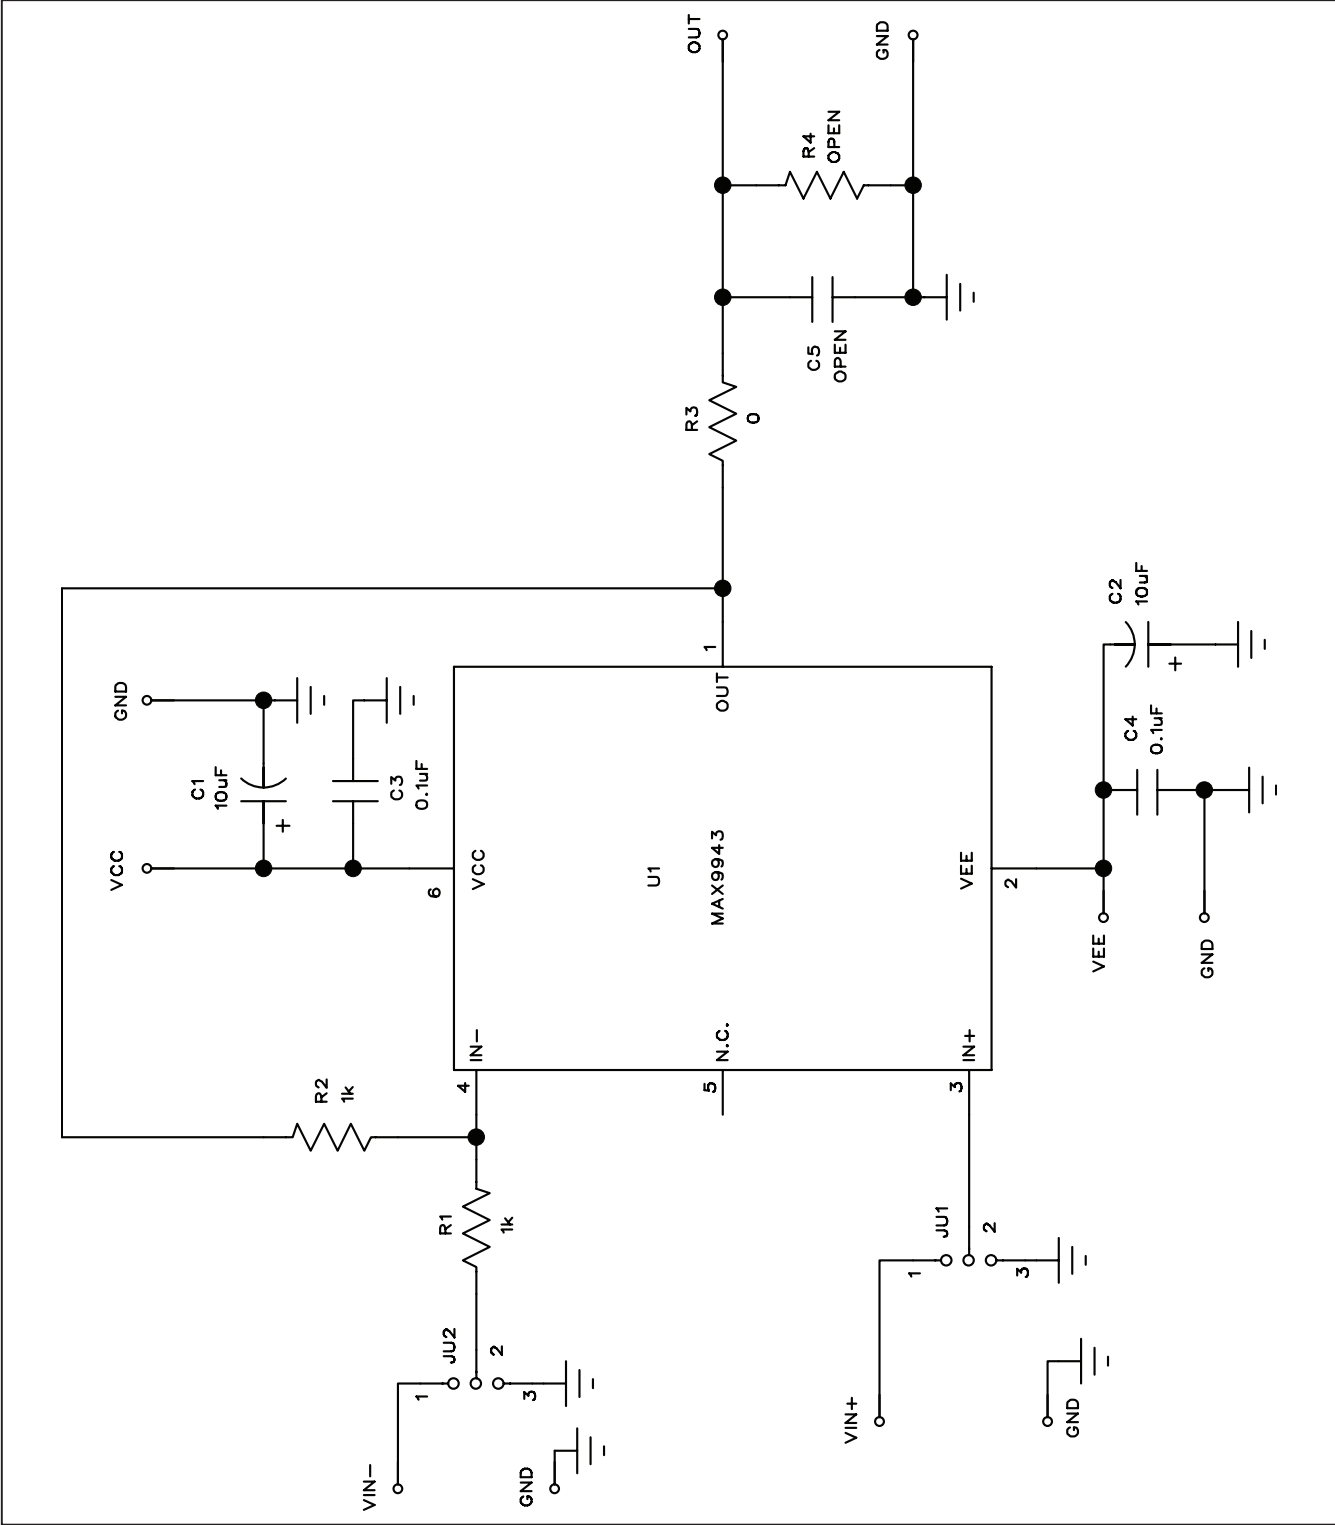 VIN-
GND
JU2
1
2
3
R1
1k
R2
1k
4
IN-
VIN+
GND
JU1
1
2
3
3
IN+
5
N.C.
U1
MAX9943
VCC
GND
C1
10uF
+
C3
0.1uF
6
VCC
VEE
2
VEE
GND
C4
0.1uF
C2
10uF
+
OUT
1
R3
0
C5
OPEN
R4
OPEN
OUT
GND